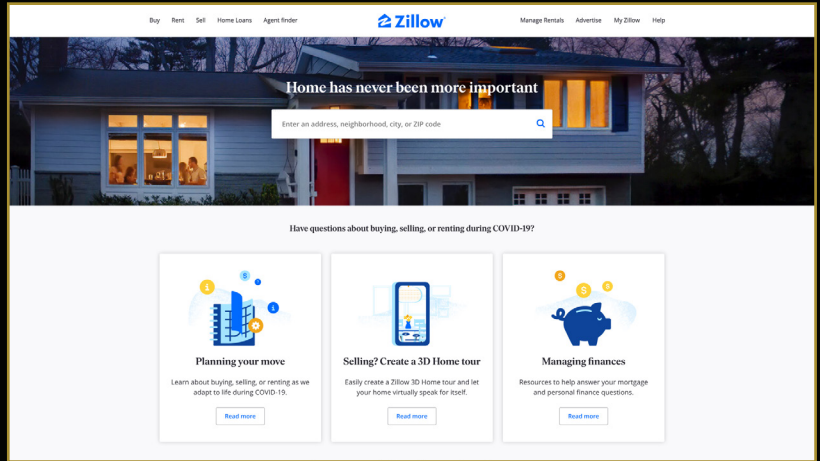 Buy Rent Sell Home Loans Agent finder Zillow Manage Rentals Advertise My Zillow Help
Home has never been more important
Enter an address, neighborhood, city, or ZIP code
Have questions about buying, selling, or renting during COVID-19?
Planning your move
Learn about buying, selling, or renting as we
adapt to life during COVID-19.
Read more
Selling? Create a 3D Home tour
Easily create a Zillow 3D Home tour and let
your home virtually speak for itself.
Read more
Managing finances
Resources to help answer your mortgage
and personal finance questions.
Read more